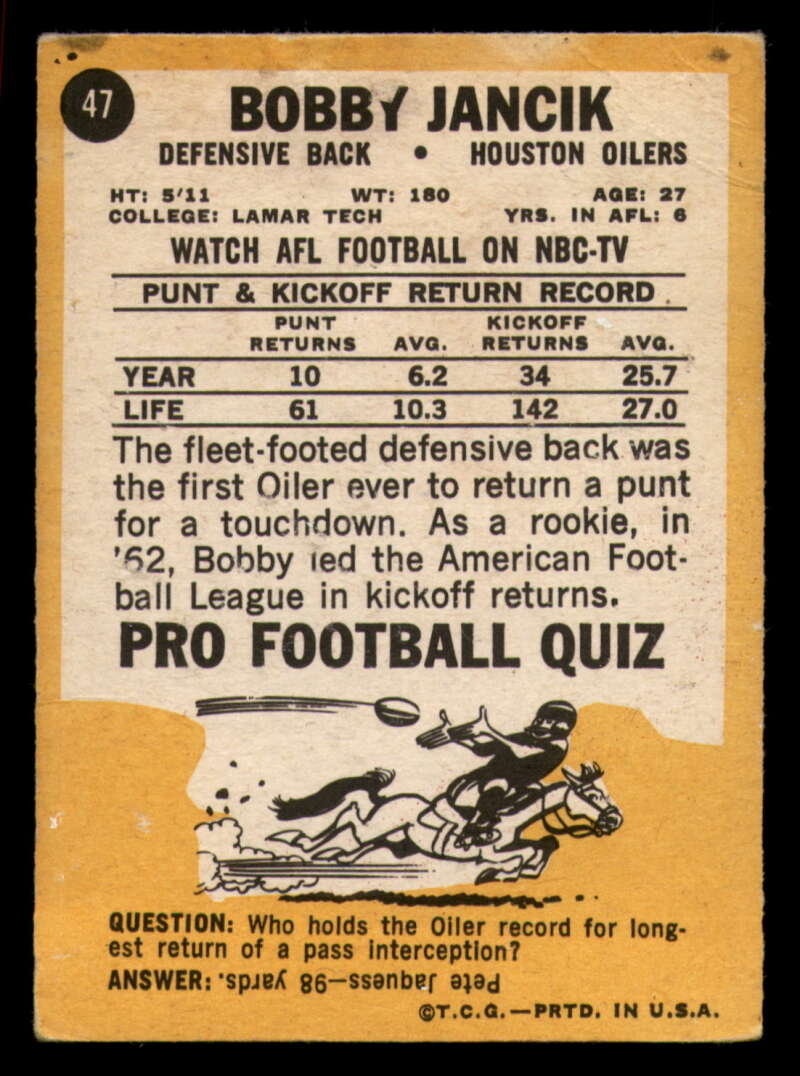 47
BOBBY JANCIK
DEFENSIVE BACK • HOUSTON OILERS
HT: 5'11 WT: 180 AGE: 27
COLLEGE: LAMAR TECH YRS. IN AFL: 6
WATCH AFL FOOTBALL ON NBC-TV
PUNT & KICKOFF RETURN RECORD
PUNT KICKOFF
RETURNS AVG. RETURNS AVG.
YEAR 10 6.2 34 25.7
LIFE 61 10.3 142 27.0
The fleet-footed defensive back was
the first Oiler ever to return a punt
for a touchdown. As a rookie, in
'62, Bobby led the American Foot-
ball League in kickoff returns.
PRO FOOTBALL QUIZ
QUESTION: Who holds the Oiler record for long-
est return of a pass interception?
ANSWER: Pete Jaquess—98 yards.
©T.C.G.—PRTD. IN U.S.A.